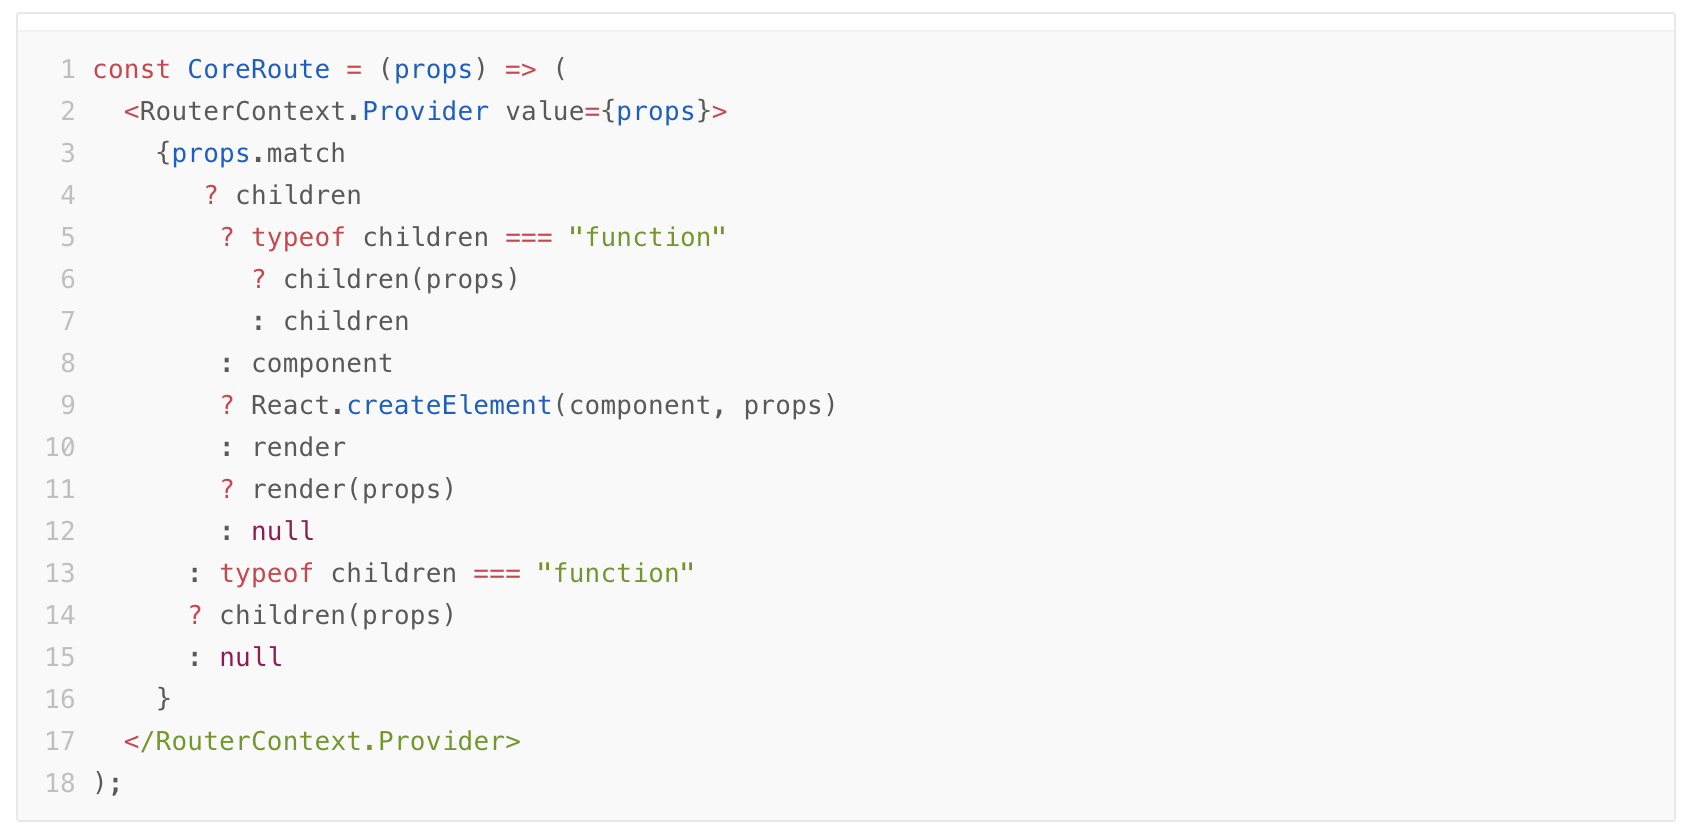 1 const CoreRoute = (props) => (
2   <RouterContext.Provider value={props}>
3     {props.match
4        ? children
5         ? typeof children === "function"
6           ? children(props)
7           : children
8         : component
9         ? React.createElement(component, props)
10         : render
11         ? render(props)
12         : null
13       : typeof children === "function"
14       ? children(props)
15       : null
16     }
17   </RouterContext.Provider>
18 );